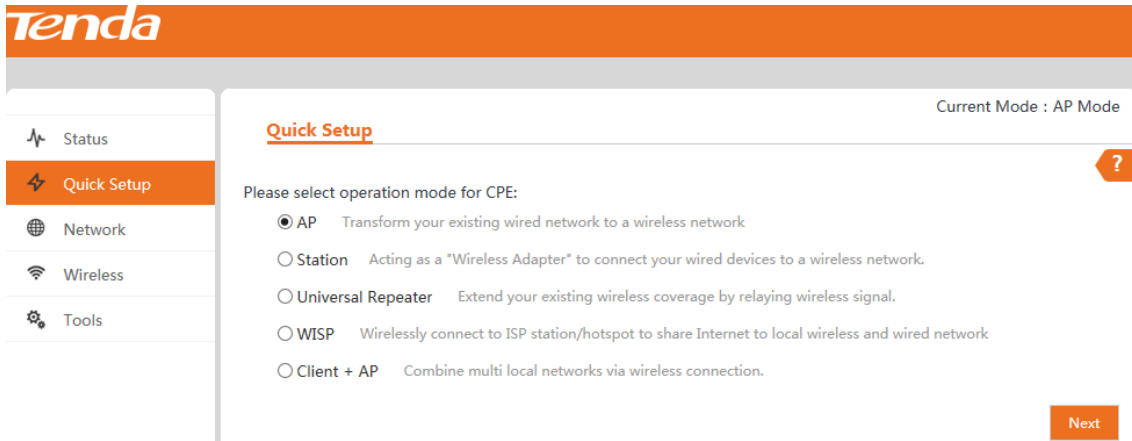 Tenda
Current Mode : AP Mode
Status
Quick Setup
Network
Wireless
Tools
Quick Setup
?
Please select operation mode for CPE:
AP Transform your existing wired network to a wireless network
Station Acting as a "Wireless Adapter" to connect your wired devices to a wireless network.
Universal Repeater Extend your existing wireless coverage by relaying wireless signal.
WISP Wirelessly connect to ISP station/hotspot to share Internet to local wireless and wired network
Client + AP Combine multi local networks via wireless connection.
Next